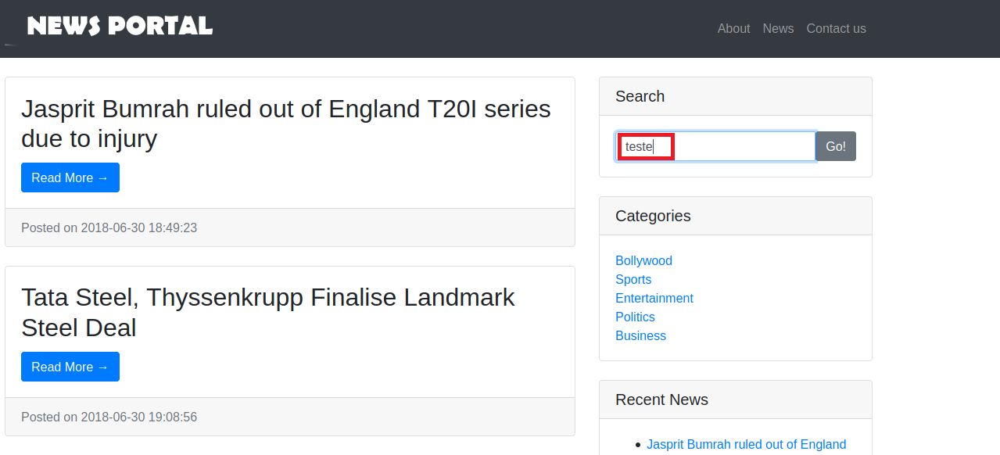 NEWS PORTAL
About News Contact us
Jasprit Bumrah ruled out of England T20I series
due to injury
Read More →
Posted on 2018-06-30 18:49:23
Tata Steel, Thyssenkrupp Finalise Landmark
Steel Deal
Read More →
Posted on 2018-06-30 19:08:56
Search
teste
Go!
Categories
Bollywood
Sports
Entertainment
Politics
Business
Recent News
• Jasprit Bumrah ruled out of England